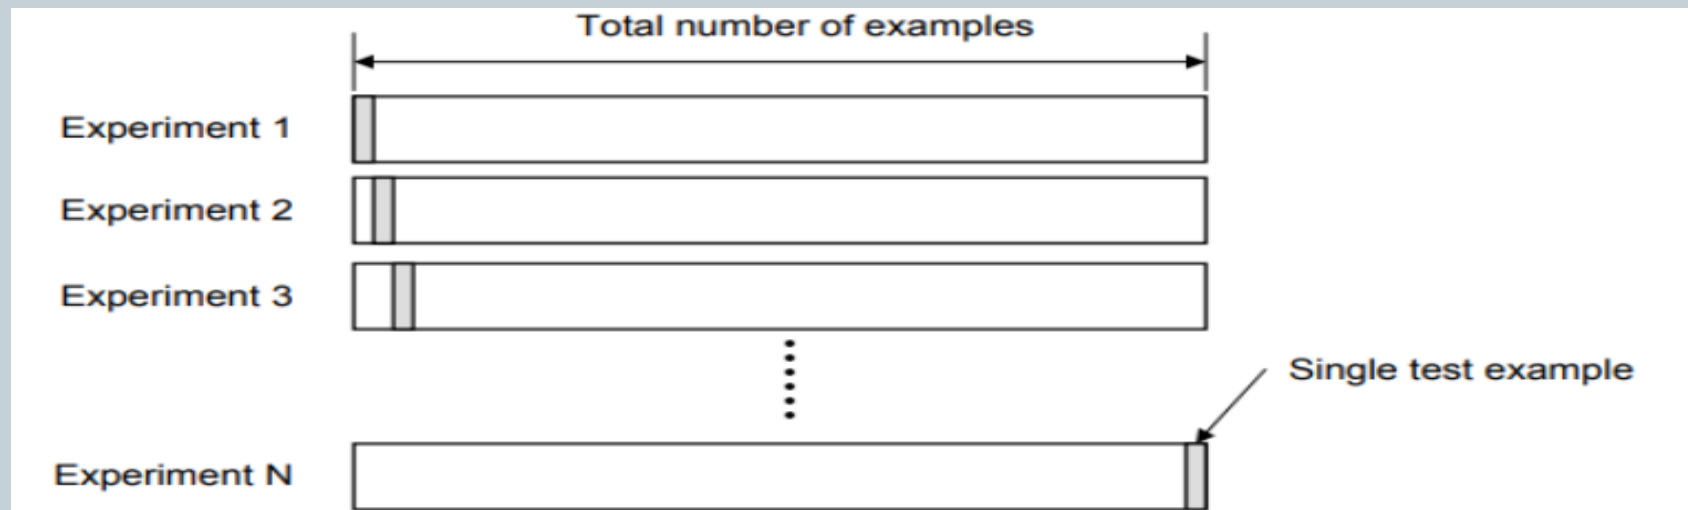 Total number of examples
Experiment 1
Experiment 2
Experiment 3
Single test example
Experiment N